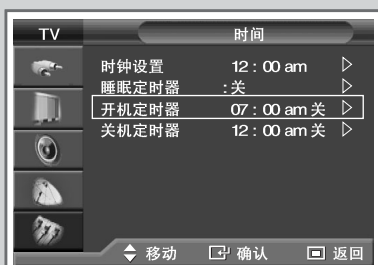 TV 时间
时钟设置 12 : 00 am
睡眠定时器 : 关
开机定时器 07 : 00 am 关
关机定时器 12 : 00 am 关
移动 确认 返回